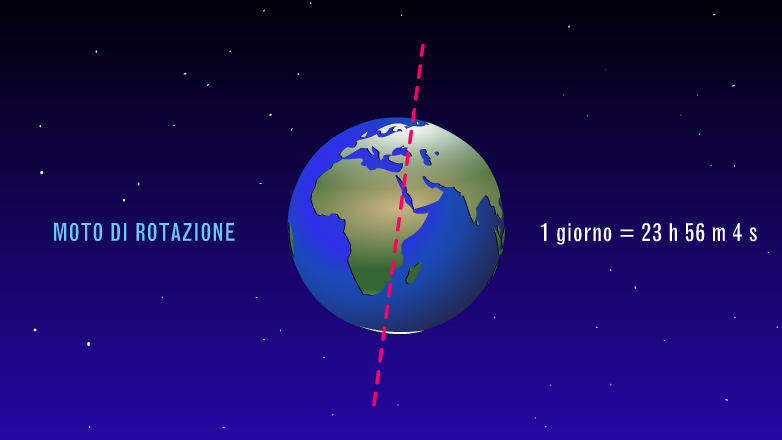 MOTO DI ROTAZIONE
1 giorno = 23 h 56 m 4 s